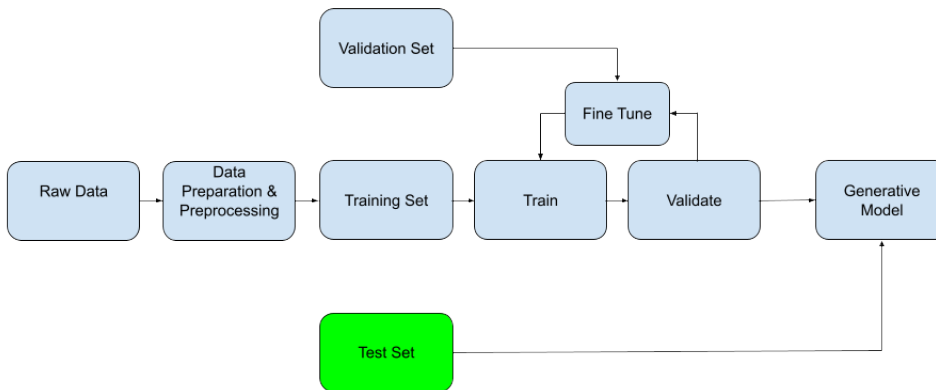 Validation Set
Fine Tune
Raw Data
Data
Preparation &
Preprocessing
Training Set
Train
Validate
Generative
Model
Test Set